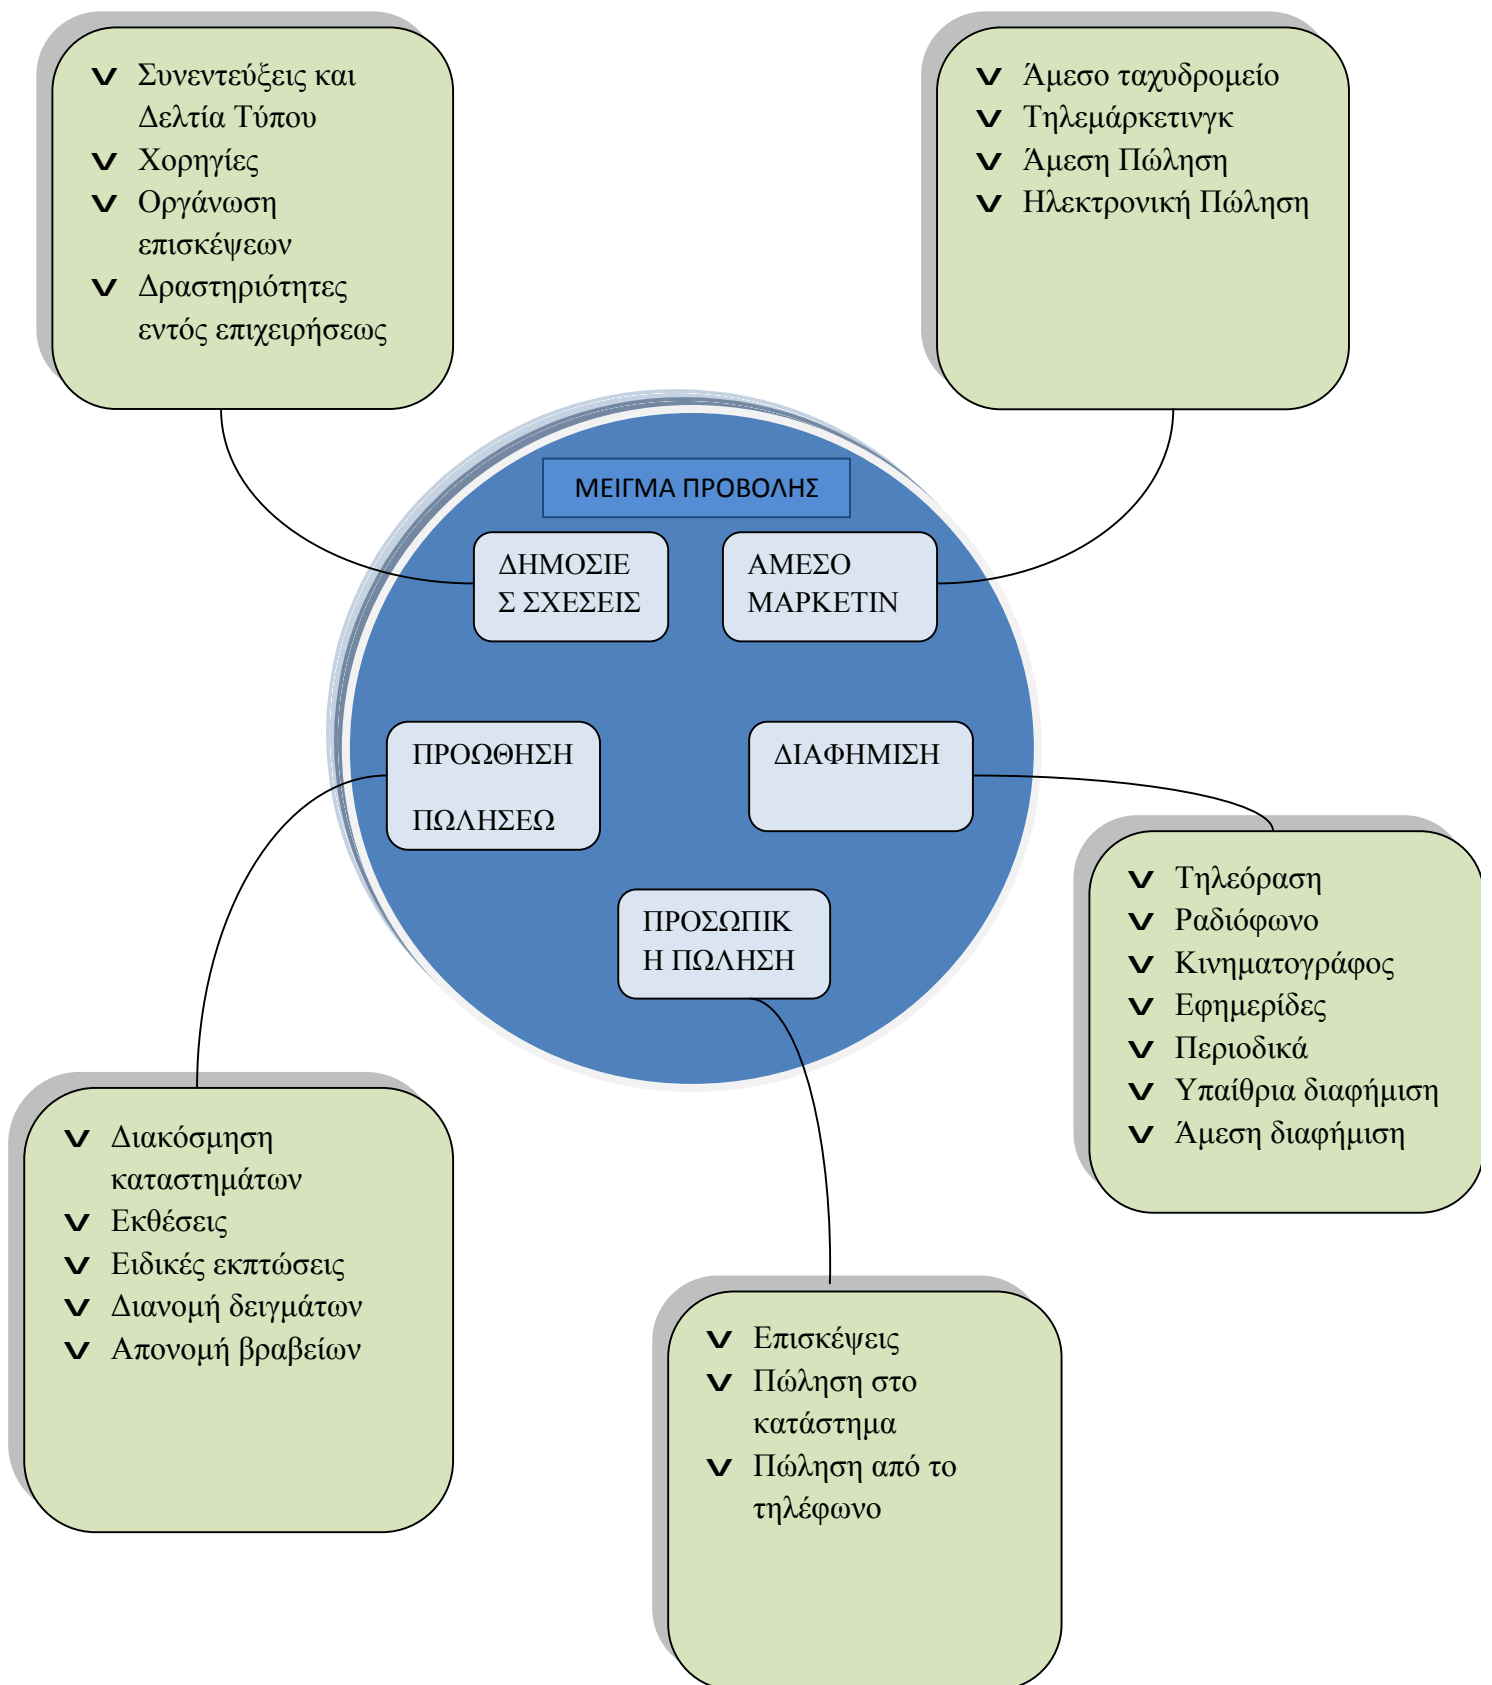 Συνεντεύξεις και
Δελτία Τύπου
Χορηγίες
Οργάνωση
επισκέψεων
Δραστηριότητες
εντός επιχειρήσεως
Άμεσο ταχυδρομείο
Τηλεμάρκετινγκ
Άμεση Πώληση
Ηλεκτρονική Πώληση
ΜΕΙΓΜΑ ΠΡΟΒΟΛΗΣ
ΔΗΜΟΣΙΕ
Σ ΣΧΕΣΕΙΣ
ΑΜΕΣΟ
ΜΑΡΚΕΤΙΝ
ΠΡΟΩΘΗΣΗ
ΠΩΛΗΣΕΩ
ΔΙΑΦΗΜΙΣΗ
ΠΡΟΣΩΠΙΚ
Η ΠΩΛΗΣΗ
Τηλεόραση
Ραδιόφωνο
Κινηματογράφος
Εφημερίδες
Περιοδικά
Υπαίθρια διαφήμιση
Άμεση διαφήμιση
Διακόσμηση
καταστημάτων
Εκθέσεις
Ειδικές εκπτώσεις
Διανομή δειγμάτων
Απονομή βραβείων
Επισκέψεις
Πώληση στο
κατάστημα
Πώληση από το
τηλέφωνο